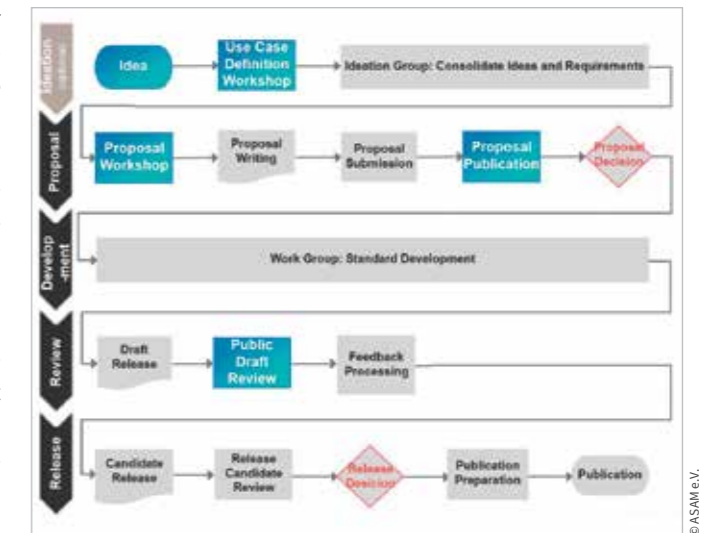 Ideation
optional
Idea
Use Case
Definition
Workshop
Ideation Group: Consolidate Ideas and Requirements
Proposal
Proposal
Workshop
Proposal
Writing
Proposal
Submission
Proposal
Publication
Proposal
Decision
Develop
-ment
Work Group: Standard Development
Review
Draft
Release
Public
Draft
Review
Feedback
Processing
Release
Candidate
Release
Release
Candidate
Review
Release
Publication
Preparation
Publication
© ASAM e.V.